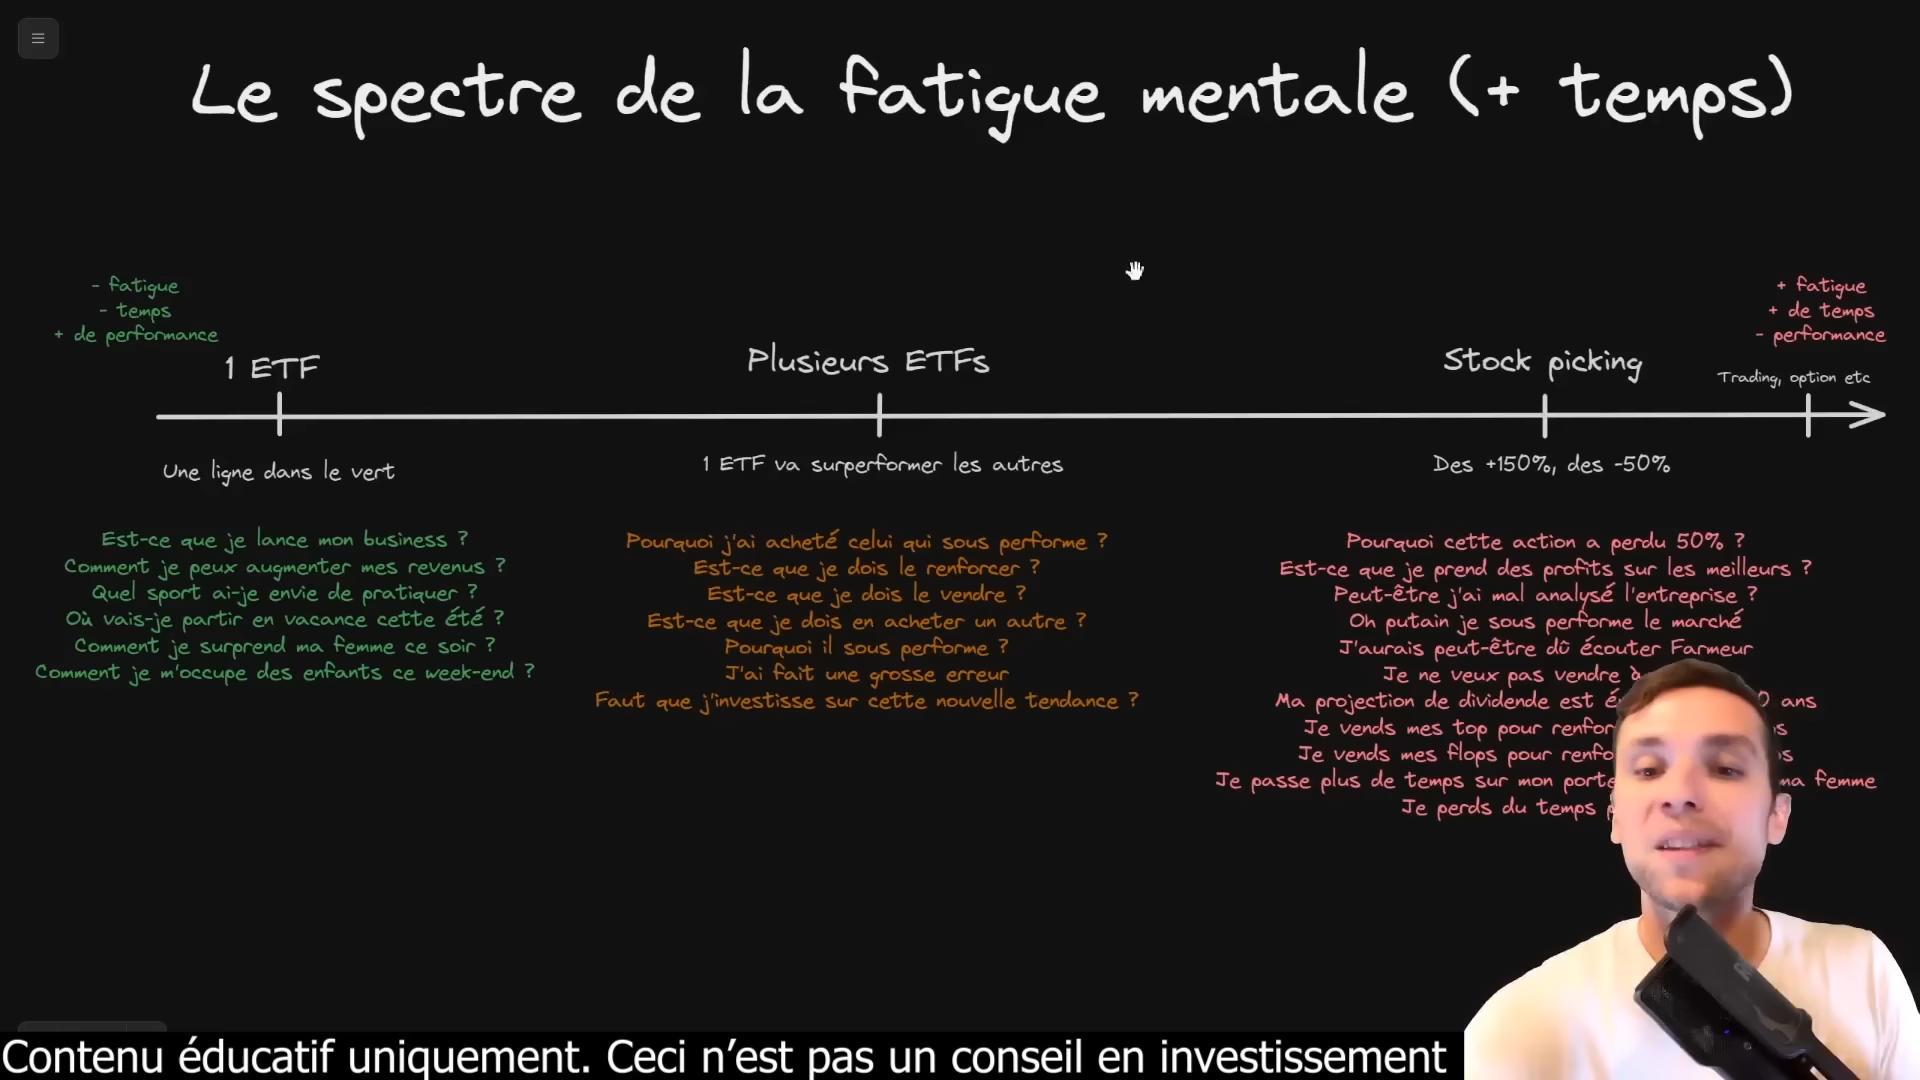 Le spectre de la fatigue mentale (+ temps)
- fatigue
- temps
+ de performance
+ fatigue
+ de temps
- performance
1 ETF
Plusieurs ETFs
Stock picking
Trading, option etc
Une ligne dans le vert
1 ETF va surperformer les autres
Des +150%, des -50%
Est-ce que je lance mon business ?
Comment je peux augmenter mes revenus ?
Quel sport ai-je envie de pratiquer ?
Où vais-je partir en vacance cette été ?
Comment je surprend ma femme ce soir ?
Comment je m'occupe des enfants ce week-end ?
Pourquoi j'ai acheté celui qui sous performe ?
Est-ce que je dois le renforcer ?
Est-ce que je dois le vendre ?
Est-ce que je dois en acheter un autre ?
Pourquoi il sous performe ?
J'ai fait une grosse erreur
Faut que j'investisse sur cette nouvelle tendance ?
Pourquoi cette action a perdu 50% ?
Est-ce que je prend des profits sur les meilleurs ?
Peut-être j'ai mal analysé l'entreprise ?
Oh putain je sous performe le marché
J'aurais peut-être dû écouter Farmeur
Je ne veux pas vendre
Ma projection de dividende est ans
Je vends mes top pour
Je vends mes flops pour
Je passe plus de temps sur mon ma femme
Je perds du temps
Contenu éducatif uniquement. Ceci n'est pas un conseil en investissement